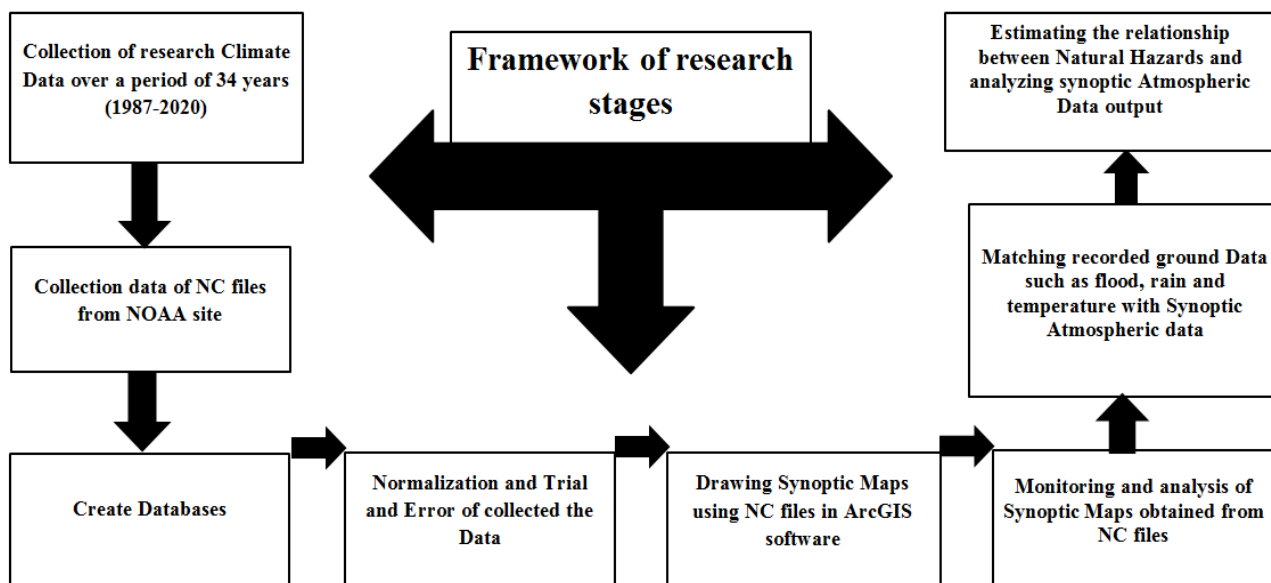 Framework of research
stages
Collection of research Climate
Data over a period of 34 years
(1987-2020)
Collection data of NC files
from NOAA site
Create Databases
Normalization and Trial
and Error of collected the
Data
Drawing Synoptic Maps
using NC files in ArcGIS
software
Monitoring and analysis of
Synoptic Maps obtained from
NC files
Matching recorded ground Data
such as flood, rain and
temperature with Synoptic
Atmospheric data
Estimating the relationship
between Natural Hazards and
analyzing synoptic Atmospheric
Data output